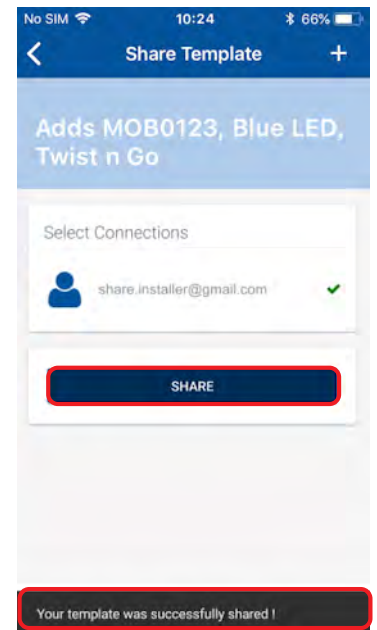 No SIM 10:24 66%
Share Template +
Adds MOB0123, Blue LED,
Twist n Go
Select Connections
share.installer@gmail.com
SHARE
Your template was successfully shared !